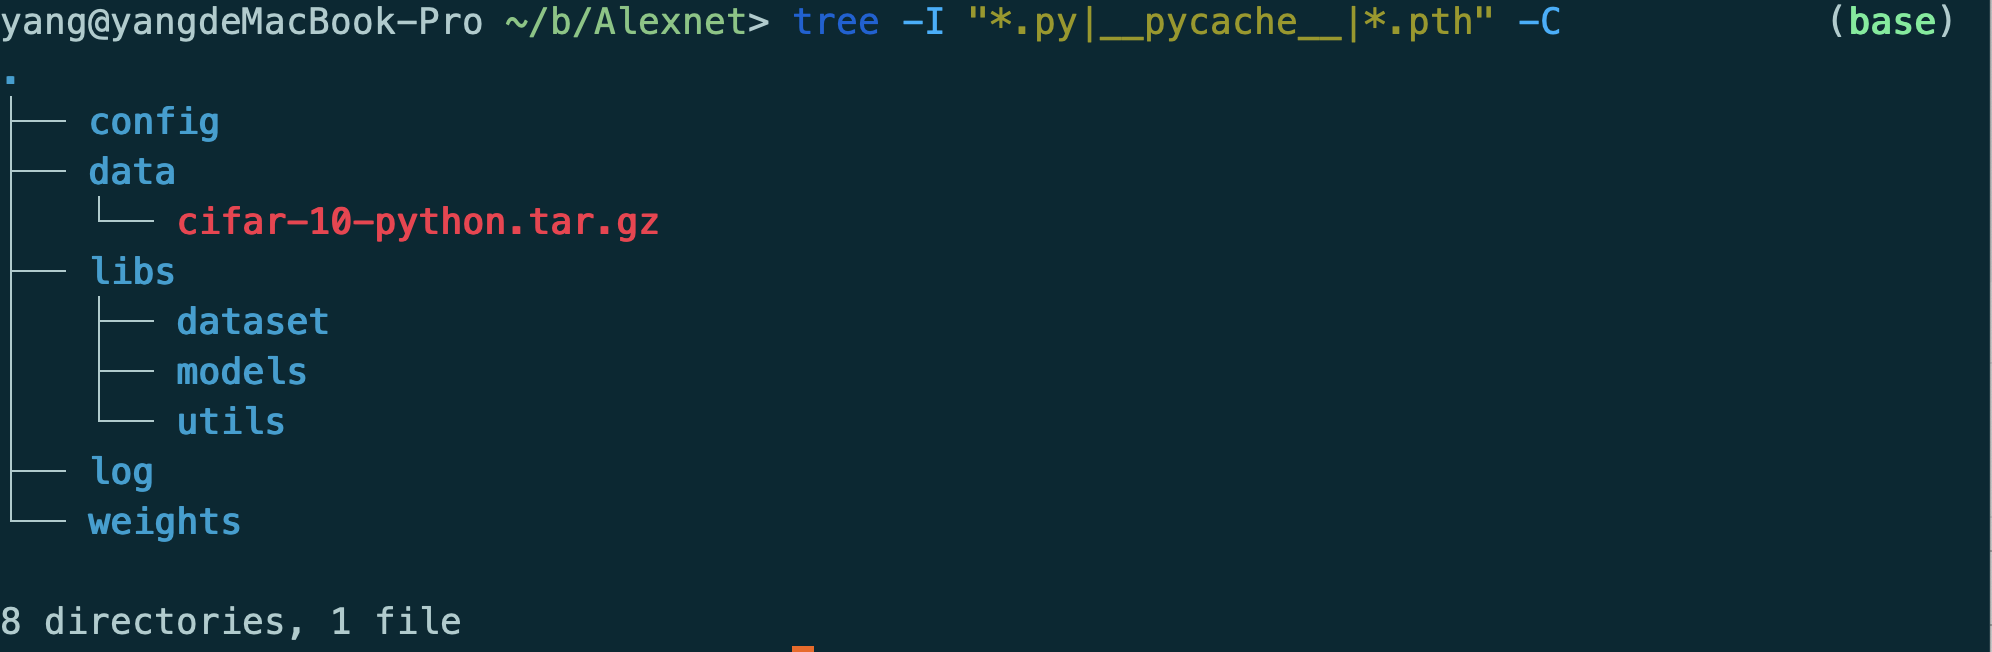 yang@yangdeMacBook-Pro ~/b/Alexnet> tree -I "*.py|__pycache__|*.pth" -C (base)
.
├── config
├── data
│   └── cifar-10-python.tar.gz
├── libs
│   ├── dataset
│   ├── models
│   └── utils
├── log
└── weights
8 directories, 1 file